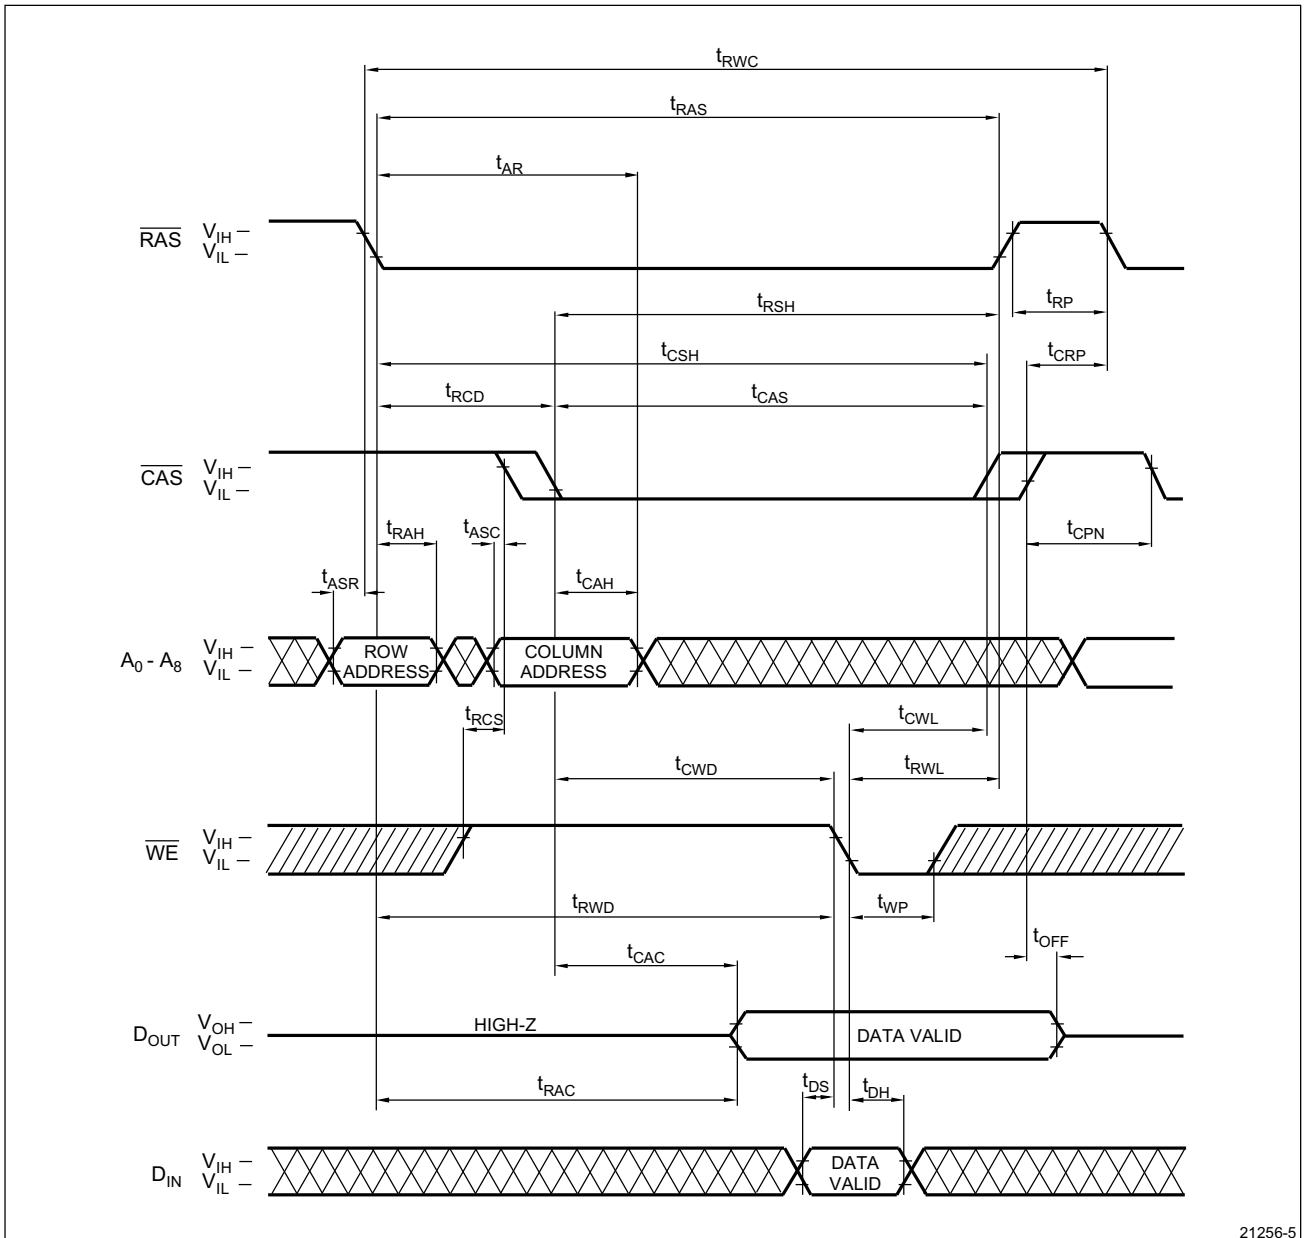 tRWC
tRAS
tAR
RAS VIH –
VIL –
tRSH tRP
tCSH tCRP
tRCD tCAS
CAS VIH –
VIL –
tRAH tASC tCPN
tASR tCAH
A0 - A8 VIH – ROW COLUMN
VIL – ADDRESS ADDRESS
tRCS tCWL
tCWD tRWL
WE VIH –
VIL –
tRWD tWP
tOFF
tCAC
DOUT VOH – HIGH-Z
VOL – DATA VALID
tRAC tDS tDH
DIN VIH – DATA
VIL – VALID
21256-5